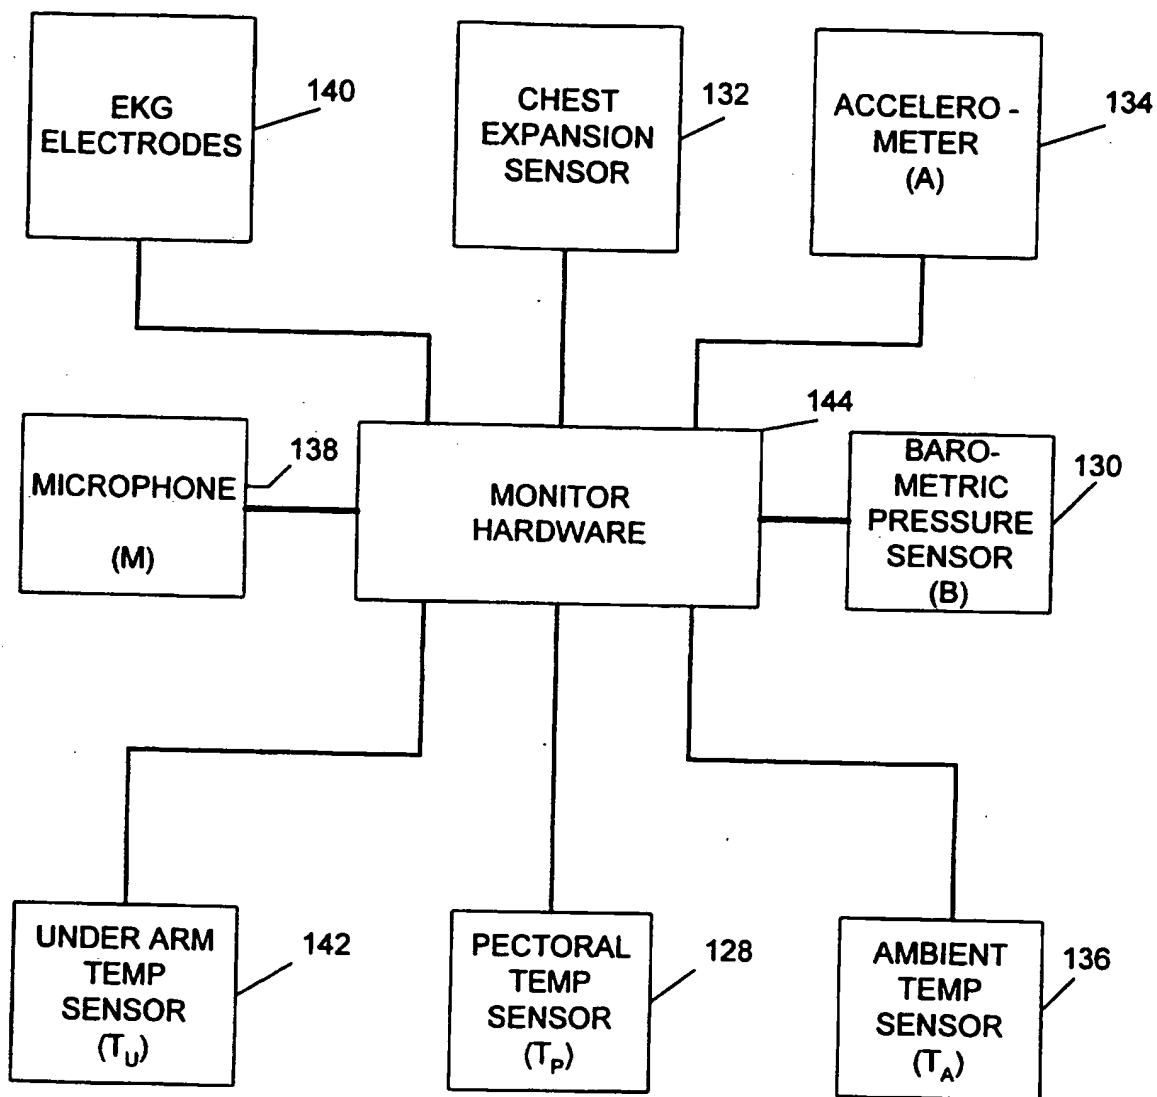 EKG
ELECTRODES
140
CHEST
EXPANSION
SENSOR
132
ACCELERO -
METER
(A)
134
MICROPHONE
(M)
138
MONITOR
HARDWARE
144
BARO-
METRIC
PRESSURE
SENSOR
(B)
130
UNDER ARM
TEMP
SENSOR
(TU)
142
PECTORAL
TEMP
SENSOR
(TP)
128
AMBIENT
TEMP
SENSOR
(TA)
136